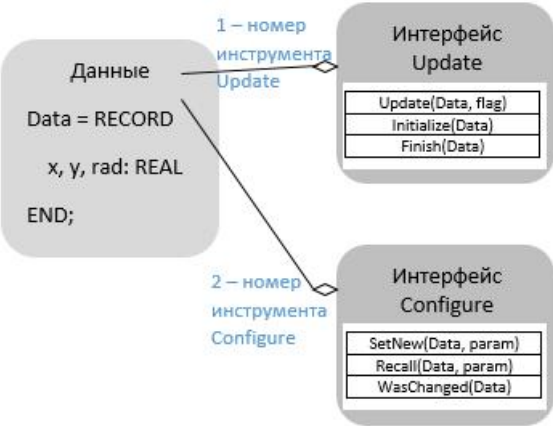 Данные
Data = RECORD
x, y, rad: REAL
END;
1 – номер
инструмента
Update
Интерфейс
Update
Update(Data, flag)
Initialize(Data)
Finish(Data)
2 – номер
инструмента
Configure
Интерфейс
Configure
SetNew(Data, param)
Recall(Data, param)
WasChanged(Data)